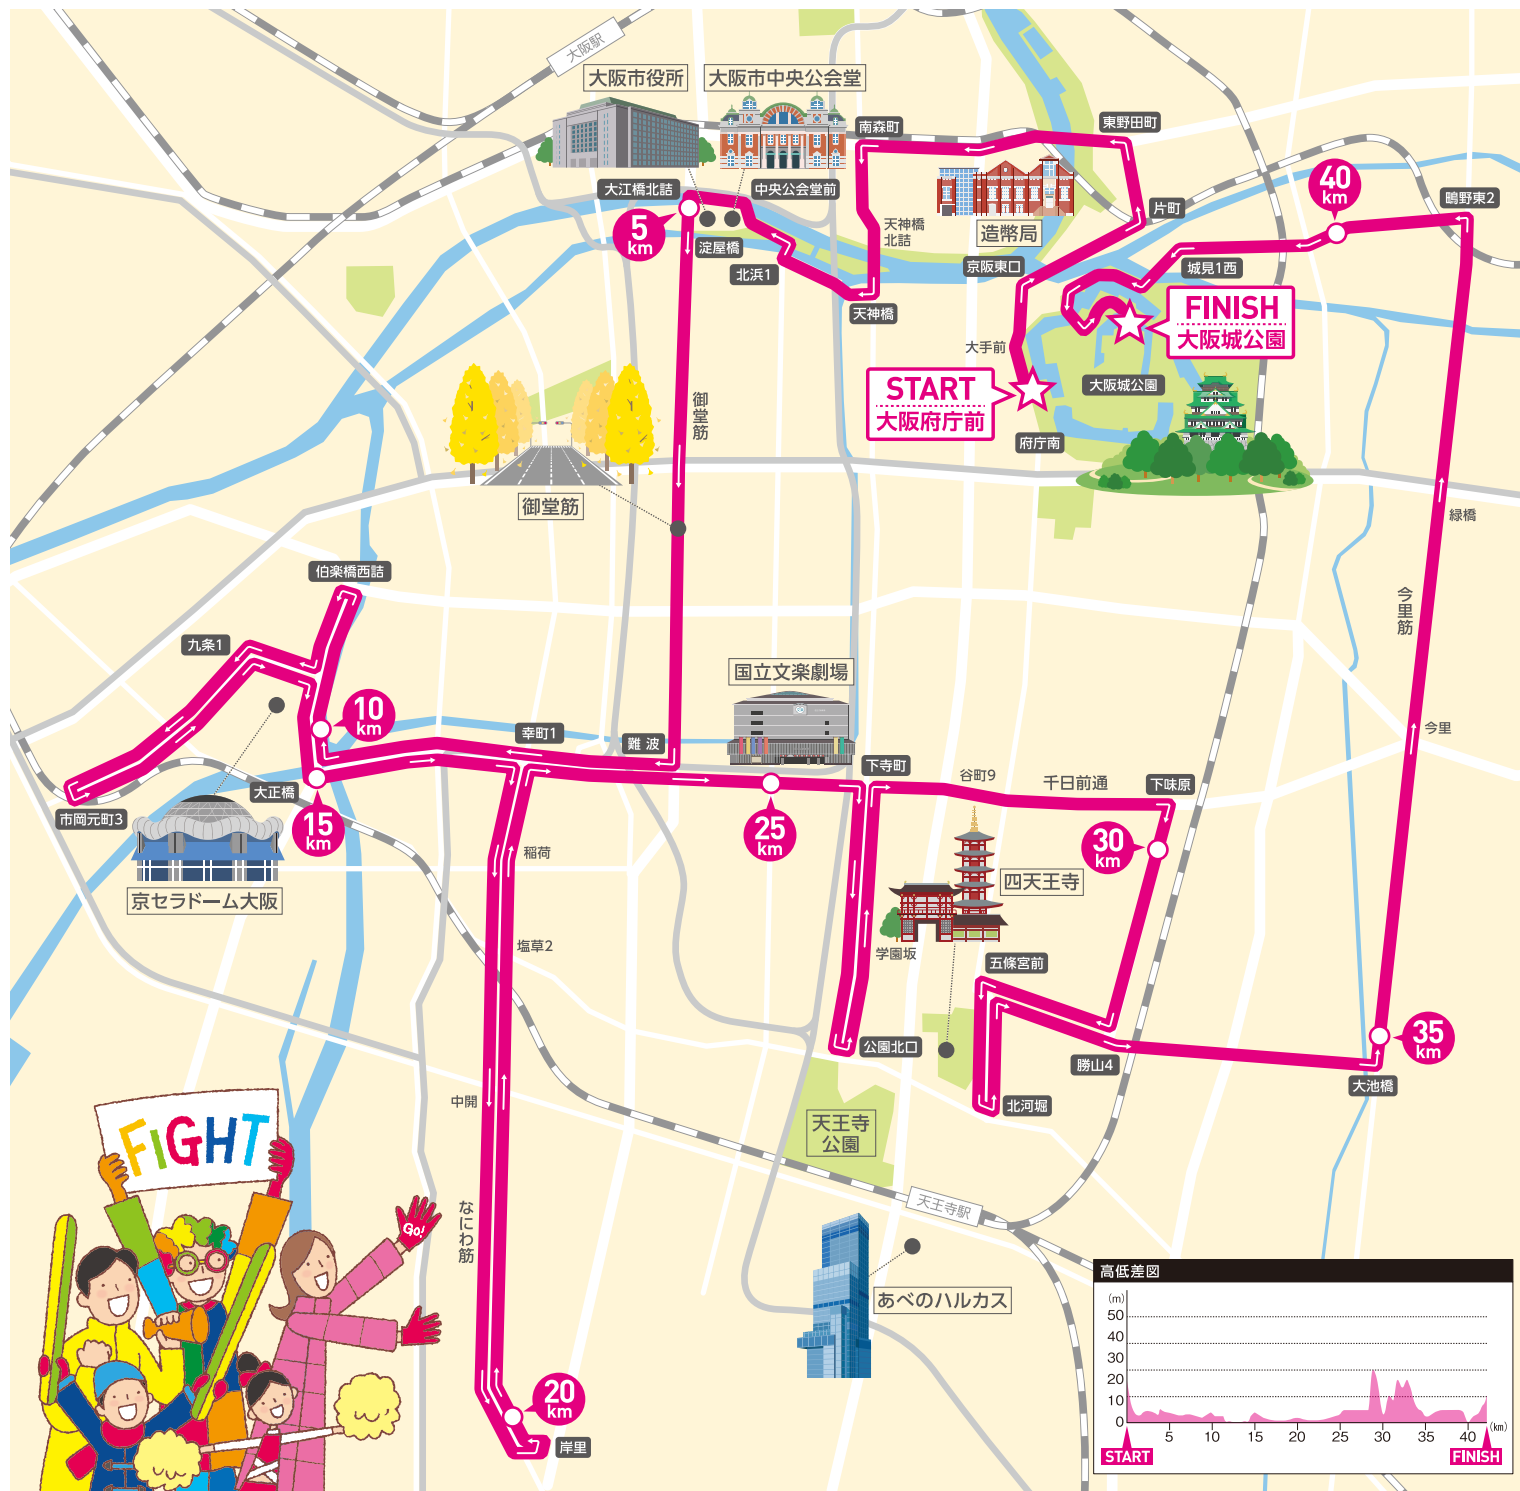 大阪駅
大阪市役所
大阪市中央公会堂
南森町
東野田町
40
km
鴫野東2
大江橋北詰
中央公会堂前
片町
5
km
淀屋橋
天神橋
北詰
造幣局
北浜1
京阪東口
城見1西
天神橋
FINISH
大阪城公園
大手前
START
大阪府庁前
大阪城公園
御堂筋
府庁南
御堂筋
緑橋
伯楽橋西詰
今里筋
九条1
国立文楽劇場
10
km
幸町1
難波
今里
下寺町
谷町9
千日前通
下味原
大正橋
市岡元町3
15
km
25
km
30
km
稲荷
京セラドーム大阪
四天王寺
塩草2
学園坂
五條宮前
公園北口
35
km
勝山4
大池橋
中開
北河堀
天王寺
公園
FiGHT
天王寺駅
なにわ筋
Go!
あべのハルカス
20
km
岸里
高低差図
(m)
50
40
30
20
10
0
5 10 15 20 25 30 35 40 (km)
START
FINISH